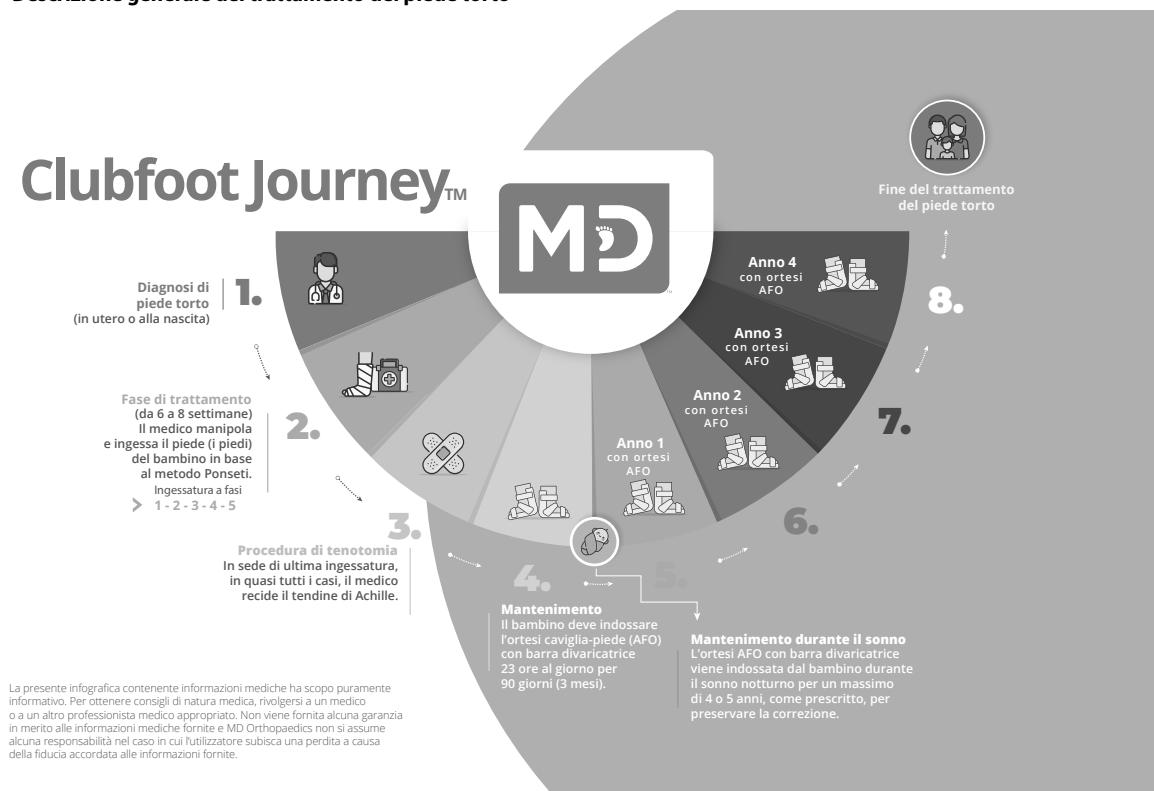 Descrizione generale del trattamento del piede torto
Clubfoot Journey™
MD
Diagnosi di
piede torto
(in utero o alla nascita)
1.
Fase di trattamento
(da 6 a 8 settimane)
Il medico manipola
e ingessa il piede (i piedi)
del bambino in base
al metodo Ponseti.
Ingessatura a fasi
> 1 - 2 - 3 - 4 - 5
2.
3.
Procedura di tenotomia
In sede di ultima ingessatura,
in quasi tutti i casi, il medico
recide il tendine di Achille.
4.
Mantenimento
Il bambino deve indossare
l'ortesi caviglia-piede (AFO)
con barra divaricatrice
23 ore al giorno per
90 giorni (3 mesi).
5.
Mantenimento durante il sonno
L'ortesi AFO con barra divaricatrice
viene indossata dal bambino durante
il sonno notturno per un massimo
di 4 o 5 anni, come prescritto, per
preservare la correzione.
Anno 1
con ortesi
AFO
6.
Anno 2
con ortesi
AFO
7.
Anno 3
con ortesi
AFO
8.
Anno 4
con ortesi
AFO
Fine del trattamento
del piede torto
La presente infografica contenente informazioni mediche ha scopo puramente
informativo. Per ottenere consigli di natura medica, rivolgersi a un medico
o a un altro professionista medico appropriato. Non viene fornita alcuna garanzia
in merito alle informazioni mediche fornite e MD Orthopaedics non si assume
alcuna responsabilità nel caso in cui l'utilizzatore subisca una perdita a causa
della fiducia accordata alle informazioni fornite.